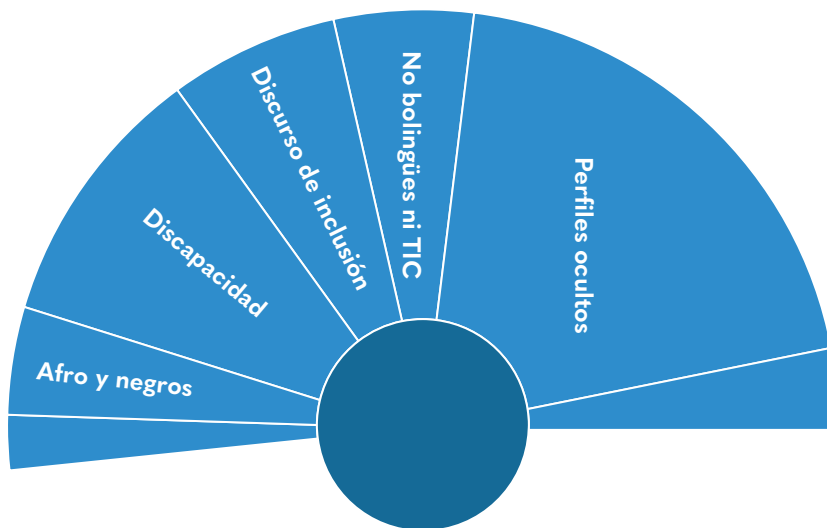 Afro y negros
Discapacidad
Discurso de inclusión
No bolingües ni TIC
Perfiles ocultos